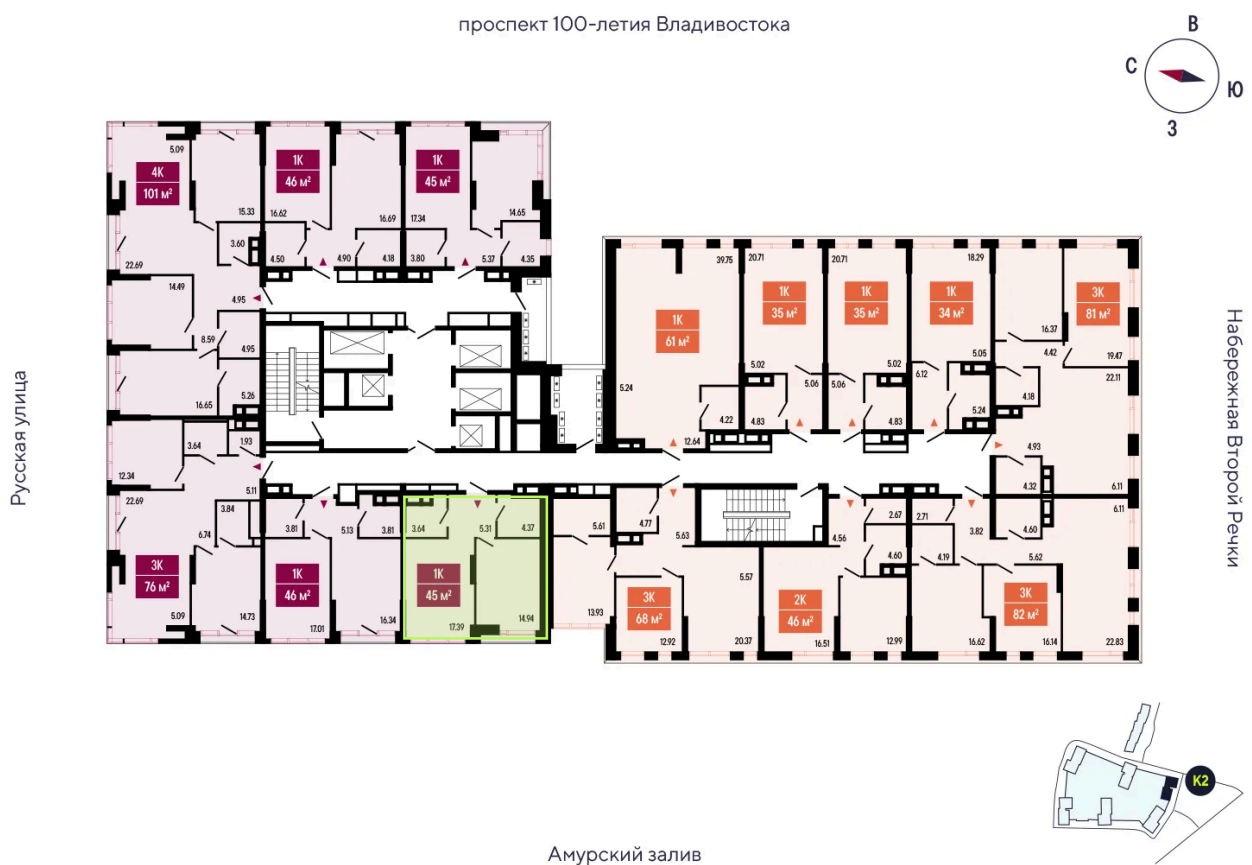 проспект 100-летия Владивостока
В
С
Ю
З
5.09
4К
101 м²
15.33
3.60
22.69
14.49
4.95
8.59
4.95
16.65
5.26
1К
46 м²
16.62
16.69
4.50
4.90
4.18
1К
45 м²
17.34
14.65
3.80
5.37
4.35
39.75
1К
61 м²
5.24
4.22
12.64
20.71
1К
35 м²
5.02
5.06
4.83
20.71
1К
35 м²
5.02
5.06
4.83
18.29
1К
34 м²
5.05
6.12
5.24
3К
81 м²
16.37
19.47
4.42
22.11
4.18
4.93
4.32
6.11
Русская улица
Набережная Второй Речки
3.64
1.93
12.34
22.69
5.11
3.84
6.74
3К
76 м²
5.09
14.73
3.81
5.13
3.81
1К
46 м²
17.01
16.34
3.64
5.31
4.37
1К
45 м²
17.39
14.94
5.61
4.77
5.63
5.57
13.93
3К
68 м²
12.92
20.37
2.67
4.56
4.60
2К
46 м²
16.51
12.99
2.71
3.82
4.60
6.11
4.19
5.62
3К
82 м²
16.62
16.14
22.83
К2
Амурский залив